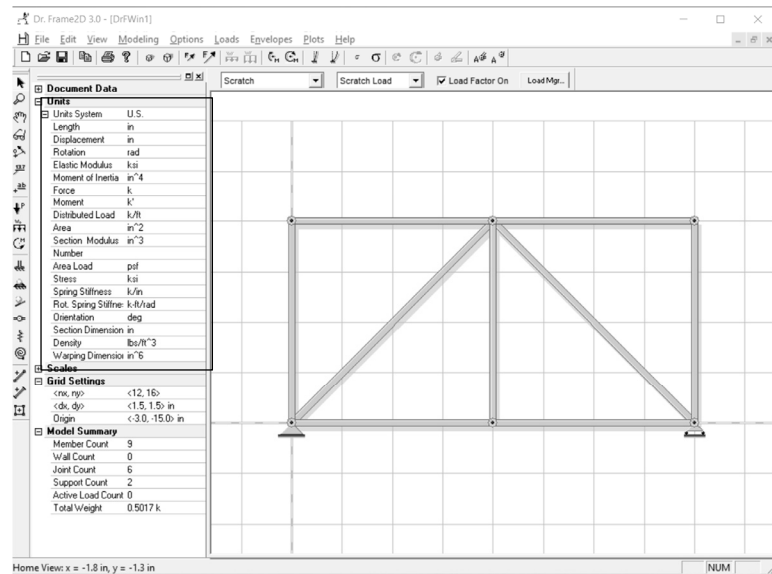 Dr. Frame2D 3.0 - [DrFWin1]
File Edit View Modeling Options Loads Envelopes Plots Help
Scratch Scratch Load Load Factor On Load Mgr...
Document Data
Units
Units System U.S.
Length in
Displacement in
Rotation rad
Elastic Modulus ksi
Moment of Inertia in^4
Force k
Moment k'
Distributed Load k/ft
Area in^2
Section Modulus in^3
Number
Area Load psf
Stress ksi
Spring Stiffness k/in
Rot. Spring Stiffne: k-ft/rad
Orientation deg
Section Dimension in
Density lbs/ft^3
Warping Dimension in^6
Scales
Grid Settings
<nx, ny> <12, 16>
<dx, dy> <1.5, 1.5> in
Origin <-3.0, -15.0> in
Model Summary
Member Count 9
Wall Count 0
Joint Count 6
Support Count 2
Active Load Count 0
Total Weight 0.5017 k
Home View: x = -1.8 in, y = -1.3 in NUM